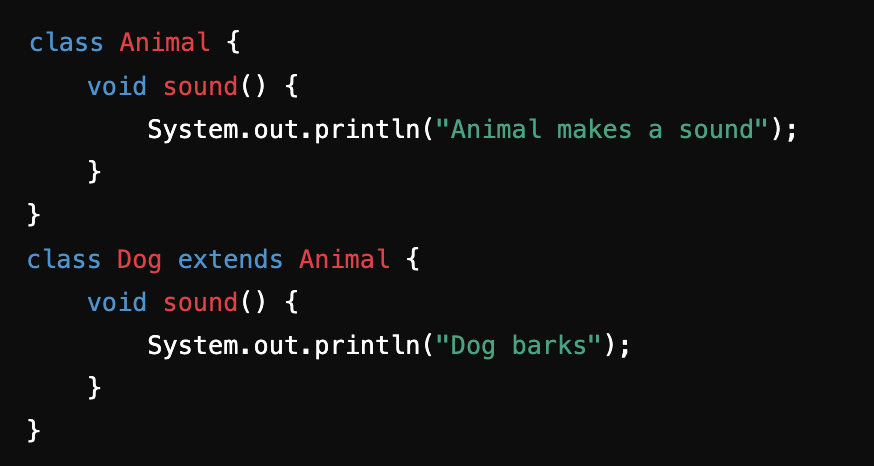 class Animal {
    void sound() {
        System.out.println("Animal makes a sound");
    }
}
class Dog extends Animal {
    void sound() {
        System.out.println("Dog barks");
    }
}